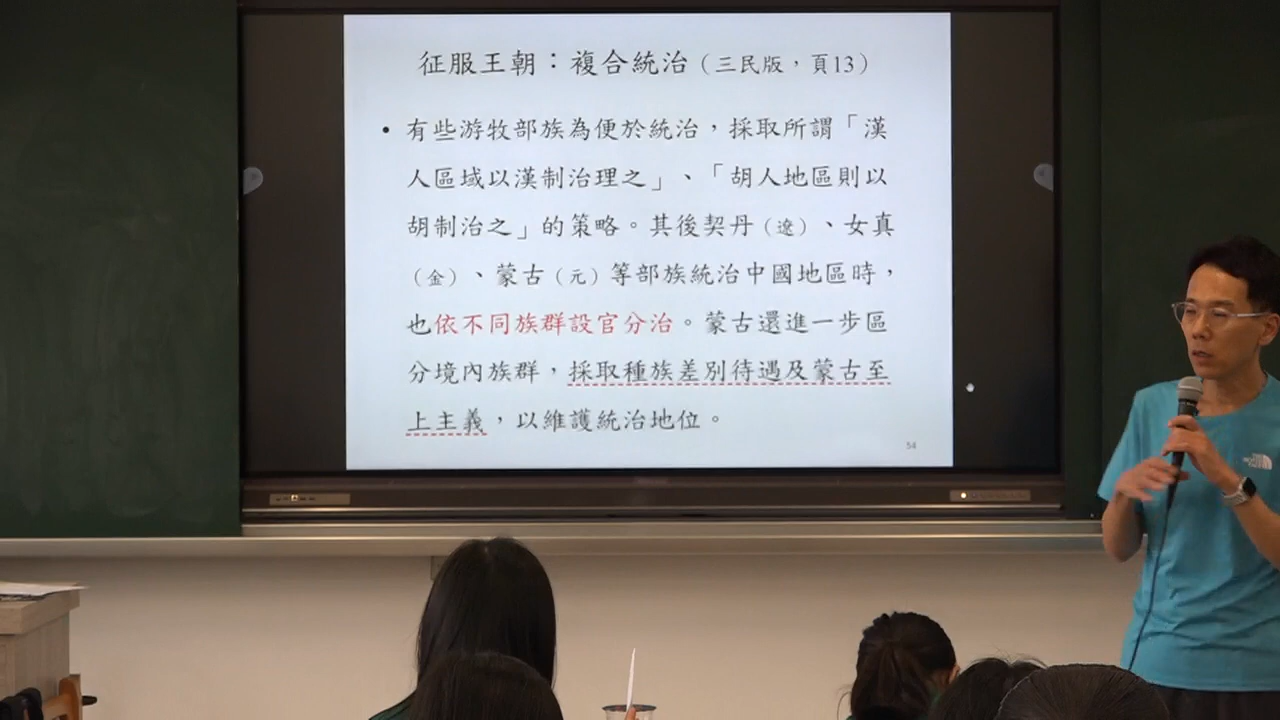 征服王朝：複合統治（三民版，頁13）
• 有些游牧部族為便於統治，採取所謂「漢
人區域以漢制治理之」、「胡人地區則以
胡制治之」的策略。其後契丹（遼）、女真
（金）、蒙古（元）等部族統治中國地區時，
也依不同族群設官分治。蒙古還進一步區
分境內族群，採取種族差別待遇及蒙古至
上主義，以維護統治地位。
58